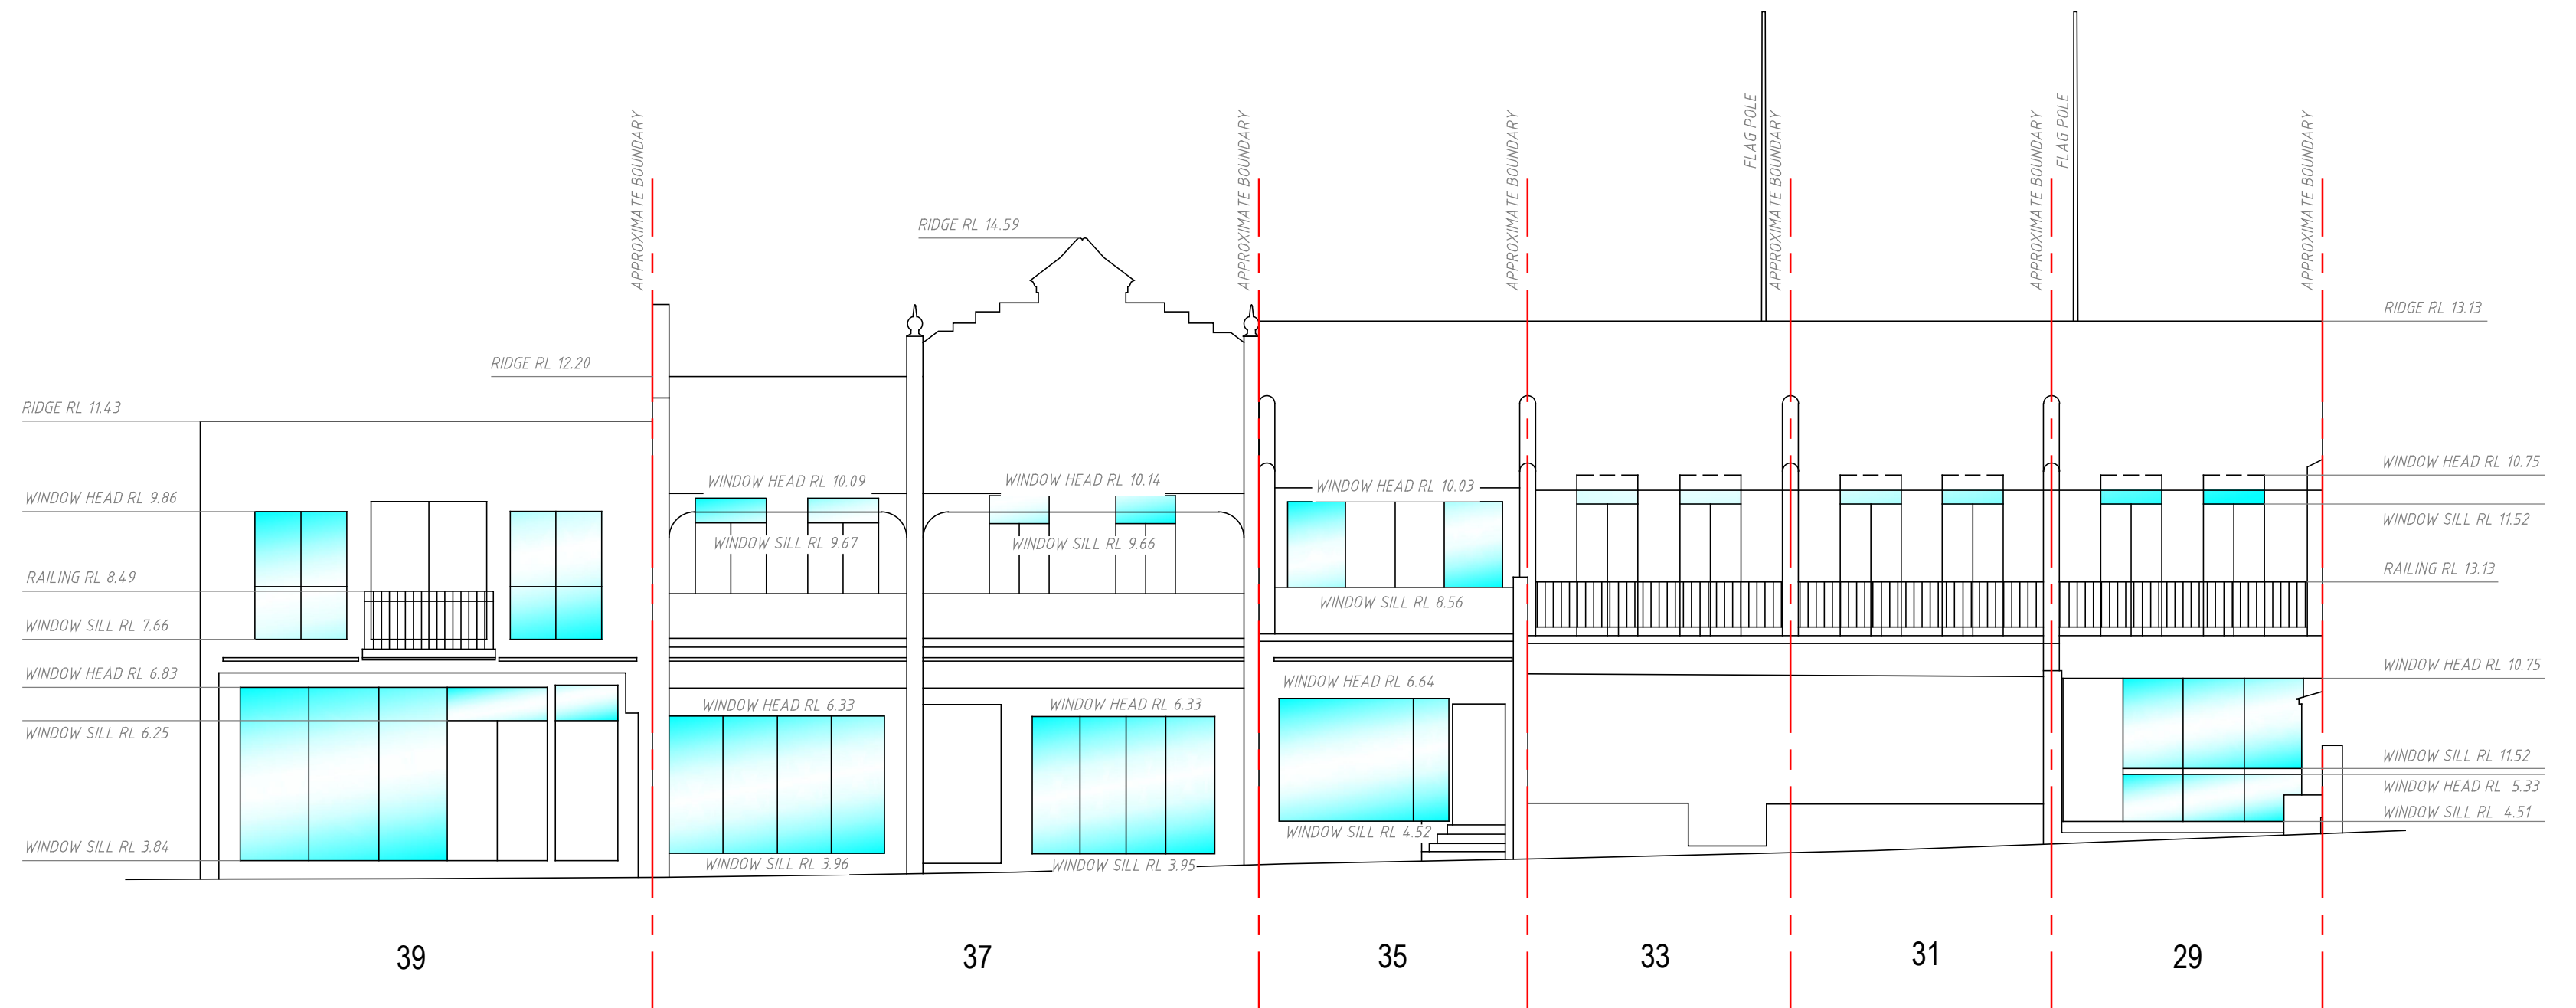 FLAG POLE
FLAG POLE
APPROXIMATE BOUNDARY
APPROXIMATE BOUNDARY
APPROXIMATE BOUNDARY
APPROXIMATE BOUNDARY
APPROXIMATE BOUNDARY
APPROXIMATE BOUNDARY
RIDGE RL 14.59
RIDGE RL 13.13
RIDGE RL 12.20
RIDGE RL 11.43
WINDOW HEAD RL 9.86
RAILING RL 8.49
WINDOW SILL RL 7.66
WINDOW HEAD RL 6.83
WINDOW SILL RL 6.25
WINDOW SILL RL 3.84
WINDOW HEAD RL 10.09
WINDOW SILL RL 9.67
WINDOW HEAD RL 6.33
WINDOW SILL RL 3.96
WINDOW HEAD RL 10.14
WINDOW SILL RL 9.66
WINDOW HEAD RL 6.33
WINDOW SILL RL 3.95
WINDOW HEAD RL 10.03
WINDOW SILL RL 8.56
WINDOW HEAD RL 6.64
WINDOW SILL RL 4.52
WINDOW HEAD RL 10.75
WINDOW SILL RL 11.52
RAILING RL 13.13
WINDOW HEAD RL 10.75
WINDOW SILL RL 11.52
WINDOW HEAD RL 5.33
WINDOW SILL RL 4.51
39
37
35
33
31
29